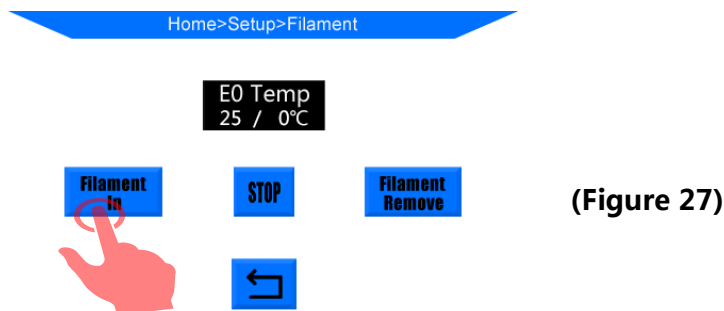 Home>Setup>Filament
E0 Temp
25 / 0℃
Filament
In
STOP
Filament
Remove
(Figure 27)